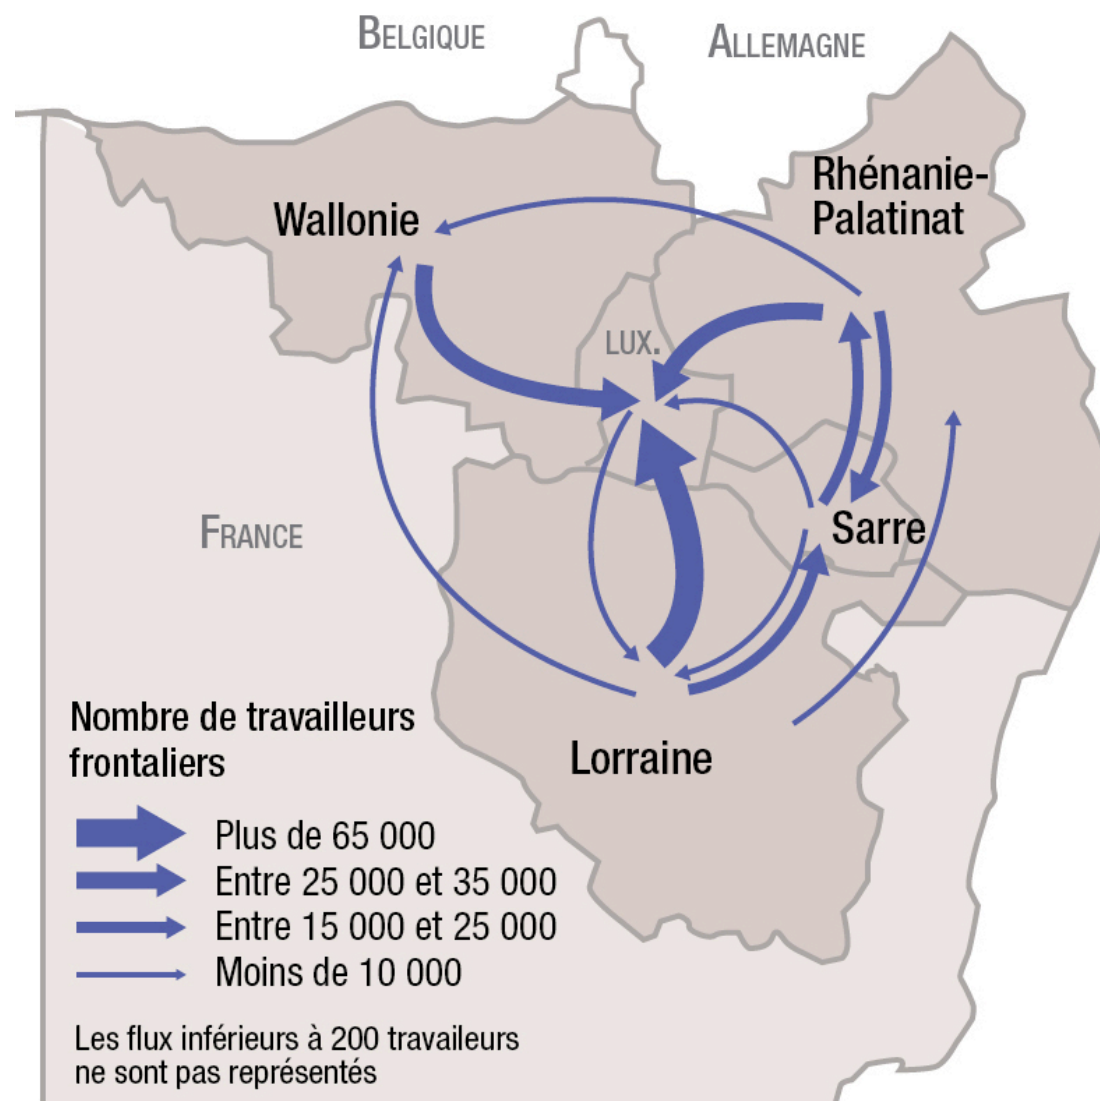 BELGIQUE
ALLEMAGNE
Rhénanie-
Palatinat
Wallonie
LUX.
Sarre
FRANCE
Lorraine
Nombre de travailleurs
frontaliers
Plus de 65 000
Entre 25 000 et 35 000
Entre 15 000 et 25 000
Moins de 10 000
Les flux inférieurs à 200 travaileurs
ne sont pas représentés